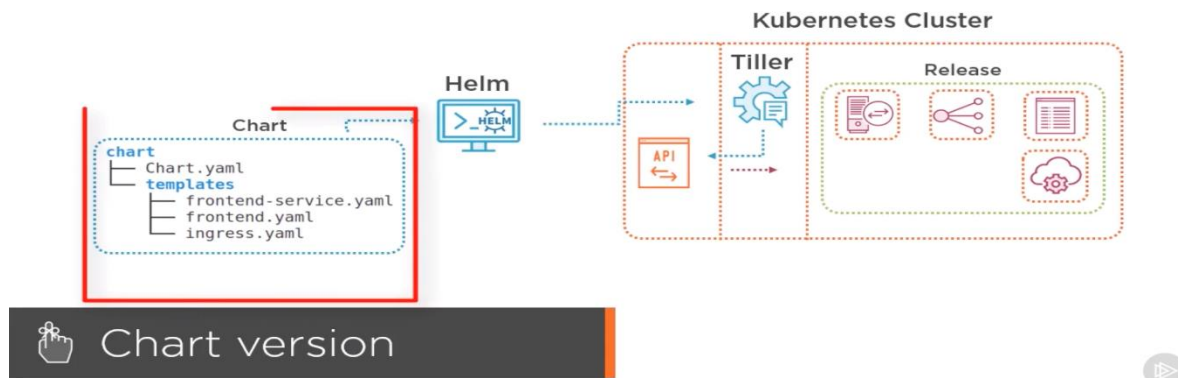 Kubernetes Cluster
Helm
Tiller
Release
Chart
>_HELM
API
chart
Chart.yaml
templates
frontend-service.yaml
frontend.yaml
ingress.yaml
Chart version